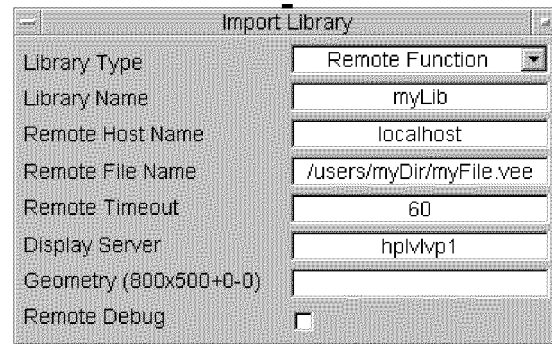 Import Library
Library Type Remote Function
Library Name myLib
Remote Host Name localhost
Remote File Name /users/myDir/myFile.vee
Remote Timeout 60
Display Server hplvlvp1
Geometry (800x500+0-0)
Remote Debug